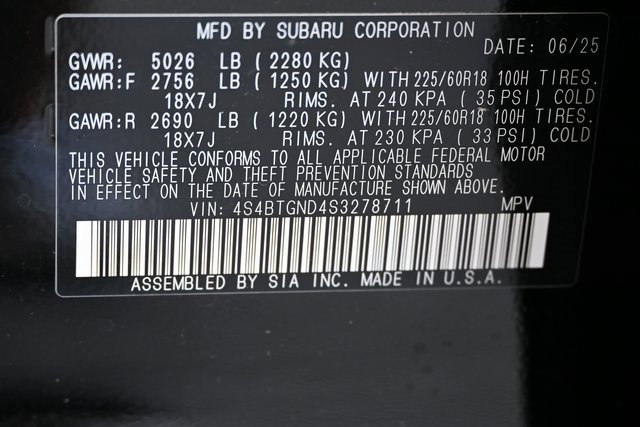 MFD BY SUBARU CORPORATION
DATE: 06/25
GVWR: 5026 LB (2280 KG)
GAWR:F 2756 LB (1250 KG) WITH 225/60R18 100H TIRES.
18X7J RIMS. AT 240 KPA (35 PSI) COLD
GAWR:R 2690 LB (1220 KG) WITH 225/60R18 100H TIRES.
18X7J RIMS. AT 230 KPA (33 PSI) COLD
THIS VEHICLE CONFORMS TO ALL APPLICABLE FEDERAL MOTOR
VEHICLE SAFETY AND THEFT PREVENTION STANDARDS
IN EFFECT ON THE DATE OF MANUFACTURE SHOWN ABOVE.
VIN: 4S4BTGND4S3278711 MPV
ASSEMBLED BY SIA INC. MADE IN U.S.A.